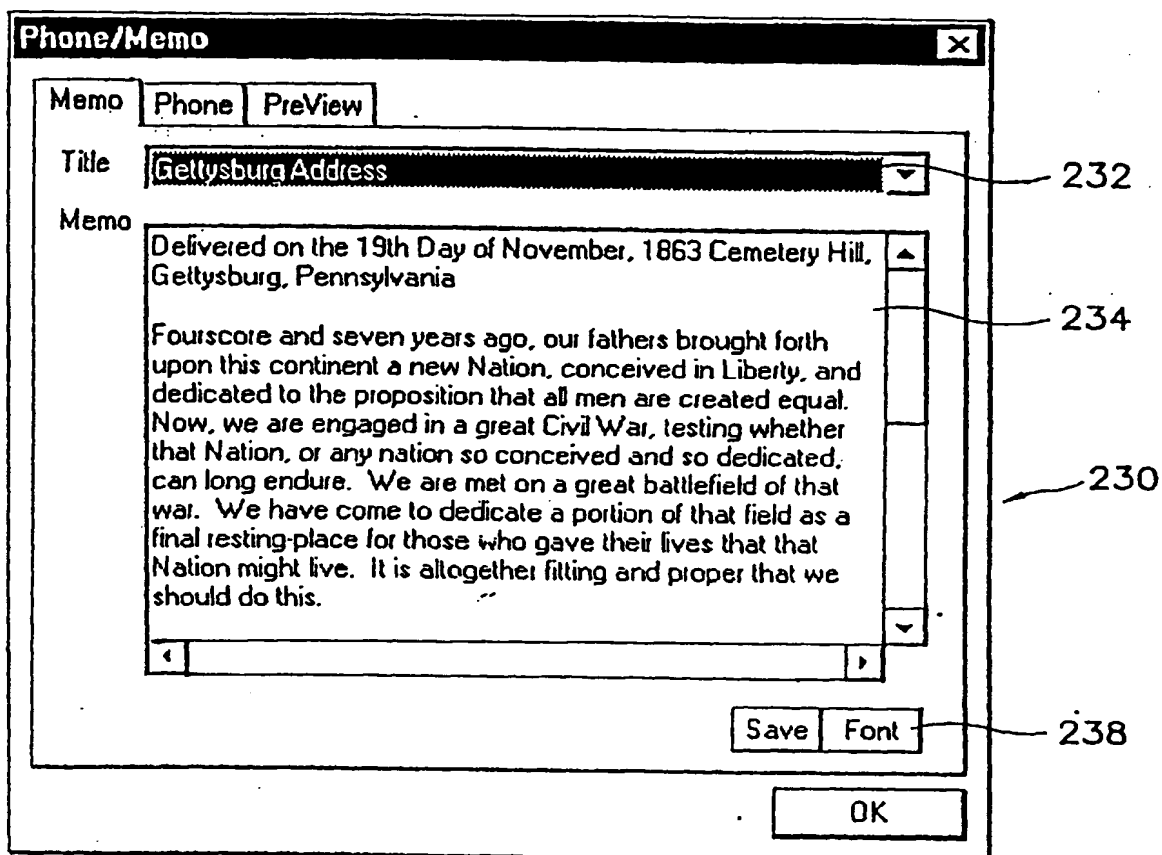 Phone/Memo
Memo Phone PreView
Title Gettysburg Address 232
Memo
Delivered on the 19th Day of November, 1863 Cemetery Hill,
Gettysburg, Pennsylvania
234
Fourscore and seven years ago, our fathers brought forth
upon this continent a new Nation, conceived in Liberty, and
dedicated to the proposition that all men are created equal.
Now, we are engaged in a great Civil War, testing whether
that Nation, or any nation so conceived and so dedicated,
can long endure. We are met on a great battlefield of that
230
war. We have come to dedicate a portion of that field as a
final resting-place for those who gave their lives that that
Nation might live. It is altogether fitting and proper that we
should do this.
Save Font 238
OK